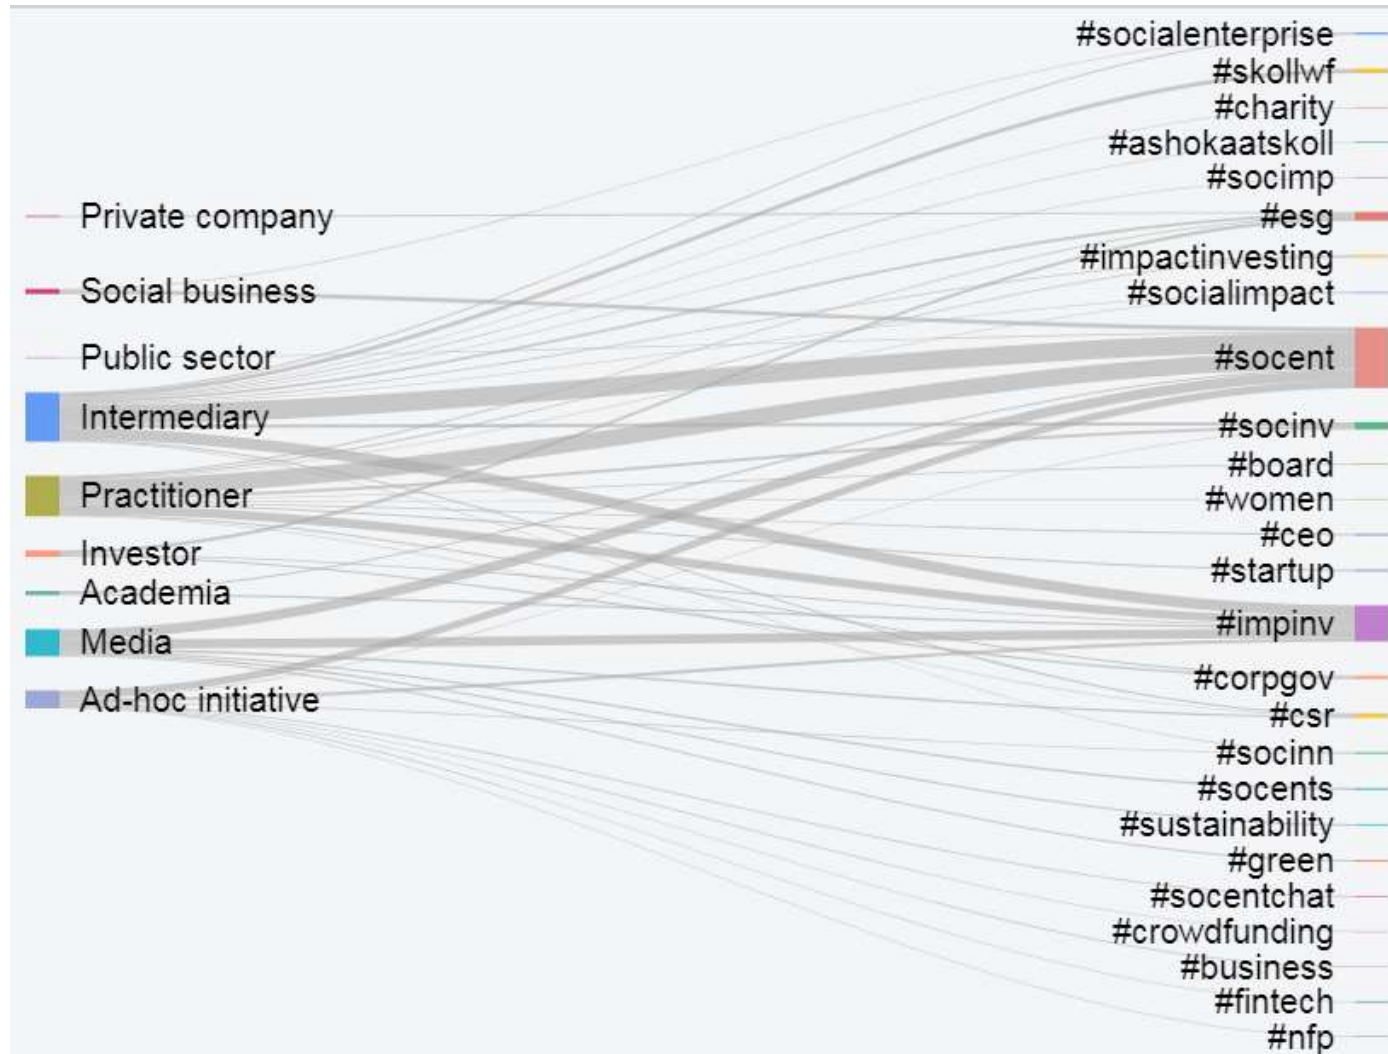 Private company
Social business
Public sector
Intermediary
Practitioner
Investor
Academia
Media
Ad-hoc initiative
#socialenterprise
#skollwf
#charity
#ashokaatskoll
#socimp
#esg
#impactinvesting
#socialimpact
#socent
#socinv
#board
#women
#ceo
#startup
#impinv
#corpgov
#csr
#socinn
#socents
#sustainability
#green
#socentchat
#crowdfunding
#business
#fintech
#nfp